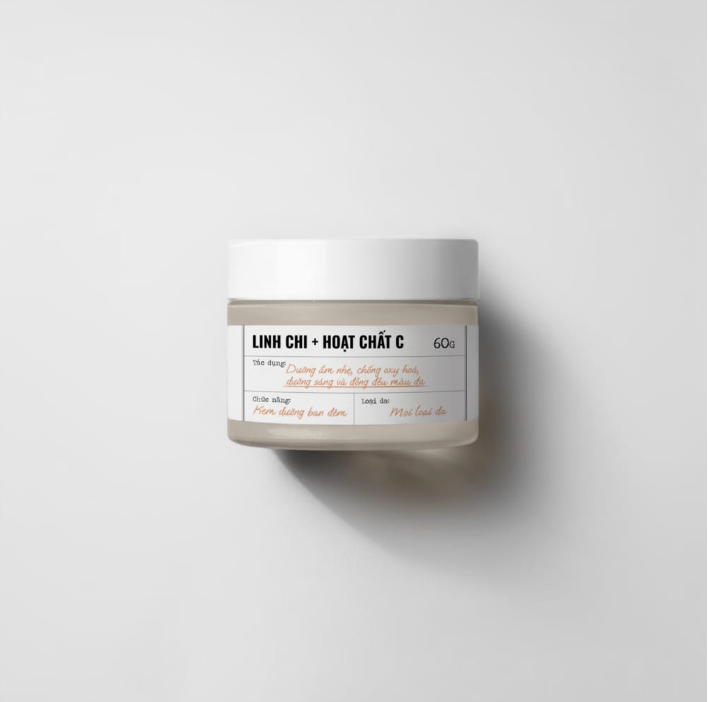 LINH CHI + HOẠT CHẤT C 60G
Tác dụng: Dưỡng ẩm nhẹ, chống oxy hoá,
dưỡng sáng và đồng đều màu da
Chức năng: Loại da:
Kem dưỡng ban đêm Mọi loại da